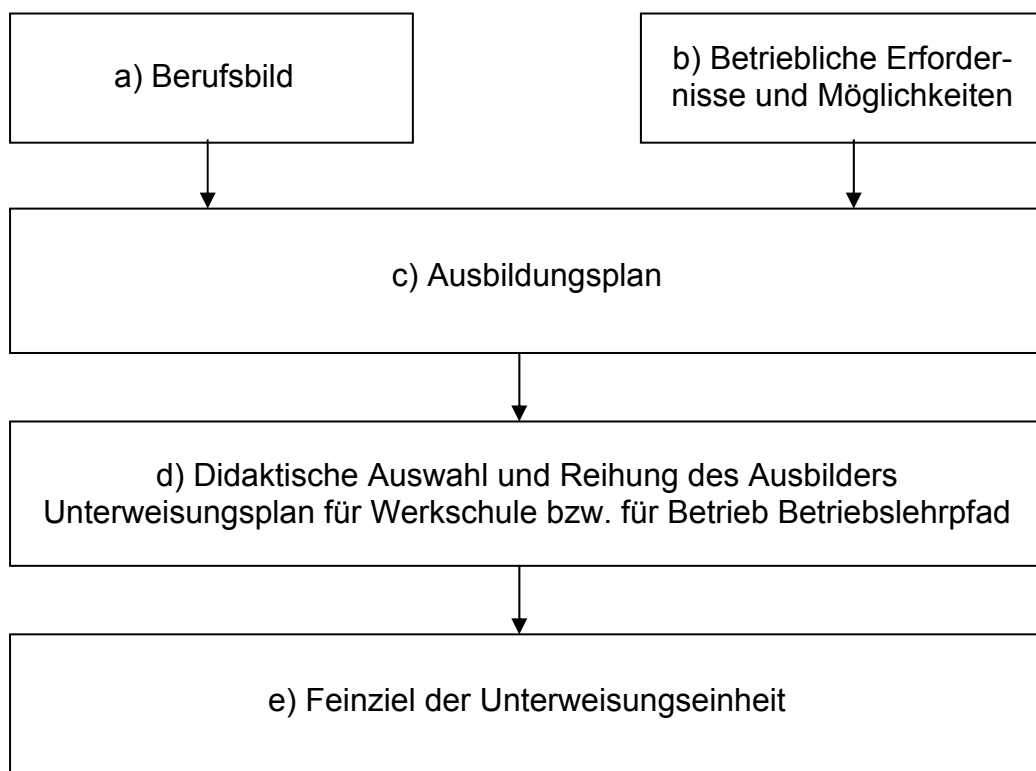 a) Berufsbild
b) Betriebliche Erforder-
nisse und Möglichkeiten
c) Ausbildungsplan
d) Didaktische Auswahl und Reihung des Ausbilders
Unterweisungsplan für Werkschule bzw. für Betrieb Betriebslehrpfad
e) Feinziel der Unterweisungseinheit